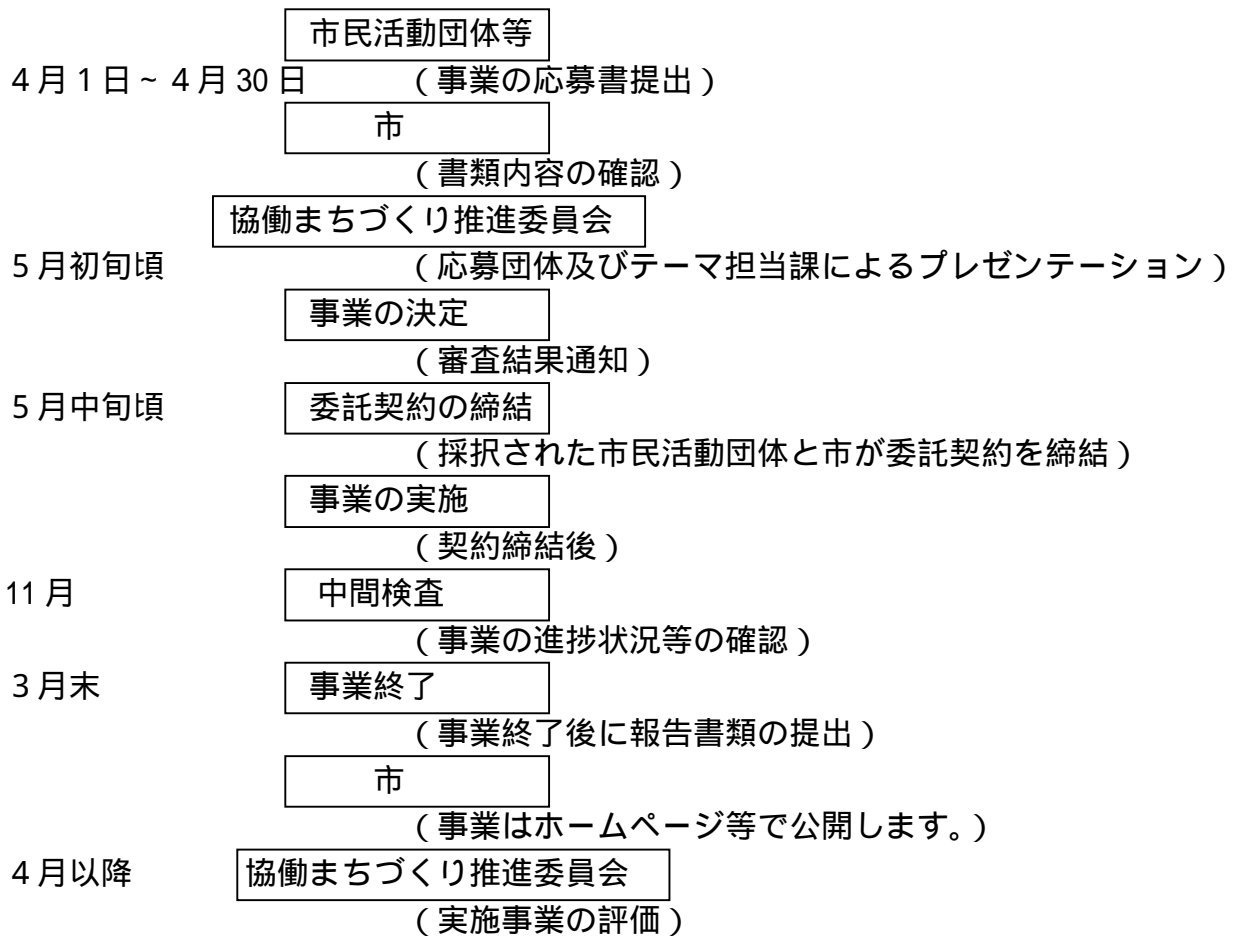 市民活動団体等
4月1日~4月30日 (事業の応募書提出)
市
(書類内容の確認)
協働まちづくり推進委員会
5月初旬頃 (応募団体及びテーマ担当課によるプレゼンテーション)
事業の決定
(審査結果通知)
5月中旬頃 委託契約の締結
(採択された市民活動団体と市が委託契約を締結)
事業の実施
(契約締結後)
11月 中間検査
(事業の進捗状況等の確認)
3月末 事業終了
(事業終了後に報告書類の提出)
市
(事業はホームページ等で公開します。)
4月以降 協働まちづくり推進委員会
(実施事業の評価)